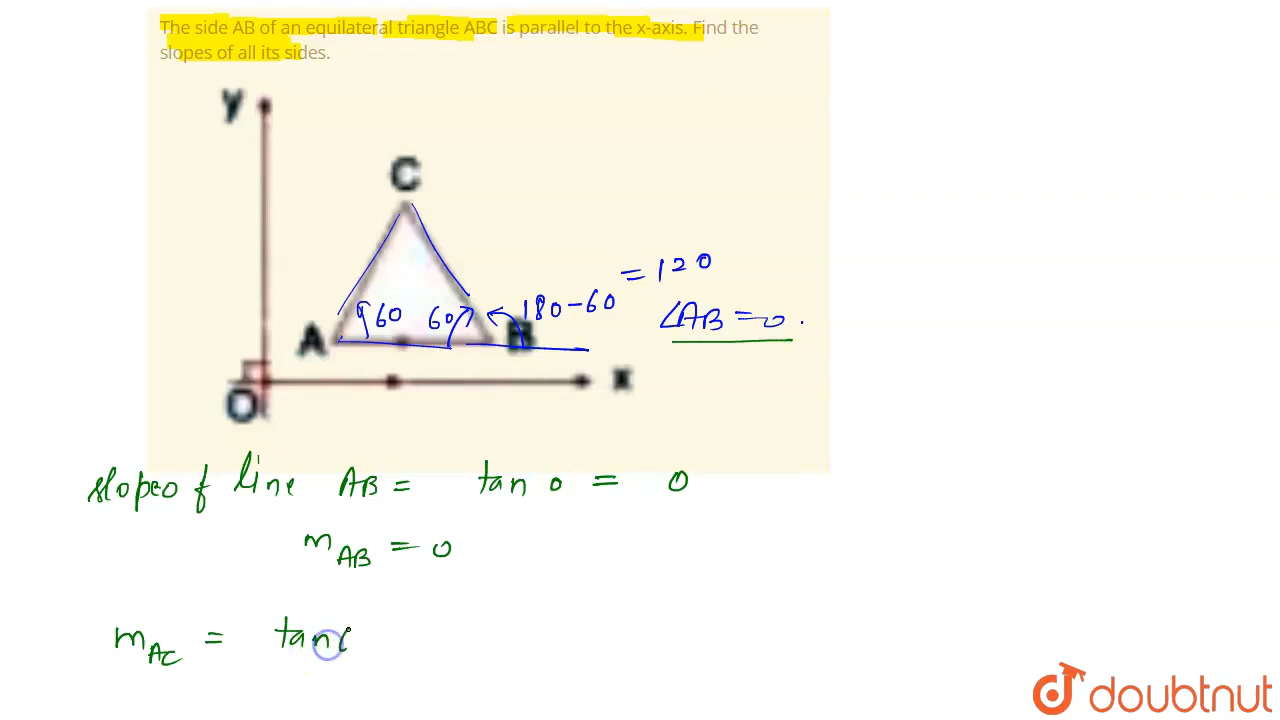 The side AB of an equilateral triangle ABC is parallel to the x-axis. Find the
slopes of all its sides.
y
C
= 120
180-60
∠AB = 0.
60 60
A B
x
O
slope of line AB = tan 0 = 0
m_AB = 0
m_AC = tan(
doubtnut